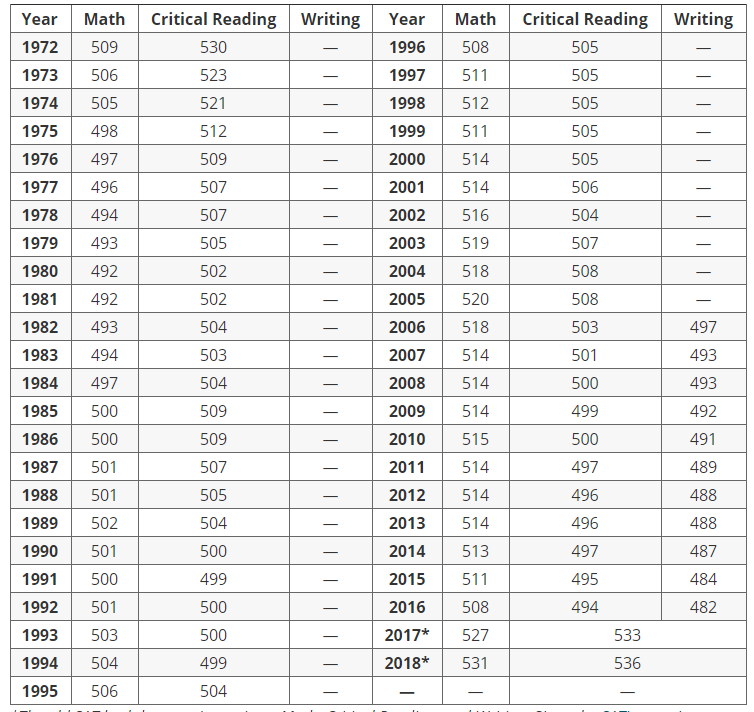 Year Math Critical Reading Writing Year Math Critical Reading Writing
1972 509 530 — 1996 508 505 —
1973 506 523 — 1997 511 505 —
1974 505 521 — 1998 512 505 —
1975 498 512 — 1999 511 505 —
1976 497 509 — 2000 514 505 —
1977 496 507 — 2001 514 506 —
1978 494 507 — 2002 516 504 —
1979 493 505 — 2003 519 507 —
1980 492 502 — 2004 518 508 —
1981 492 502 — 2005 520 508 —
1982 493 504 — 2006 518 503 497
1983 494 503 — 2007 514 501 493
1984 497 504 — 2008 514 500 493
1985 500 509 — 2009 514 499 492
1986 500 509 — 2010 515 500 491
1987 501 507 — 2011 514 497 489
1988 501 505 — 2012 514 496 488
1989 502 504 — 2013 514 496 488
1990 501 500 — 2014 513 497 487
1991 500 499 — 2015 511 495 484
1992 501 500 — 2016 508 494 482
1993 503 500 — 2017* 527 533
1994 504 499 — 2018* 531 536
1995 506 504 — — — —